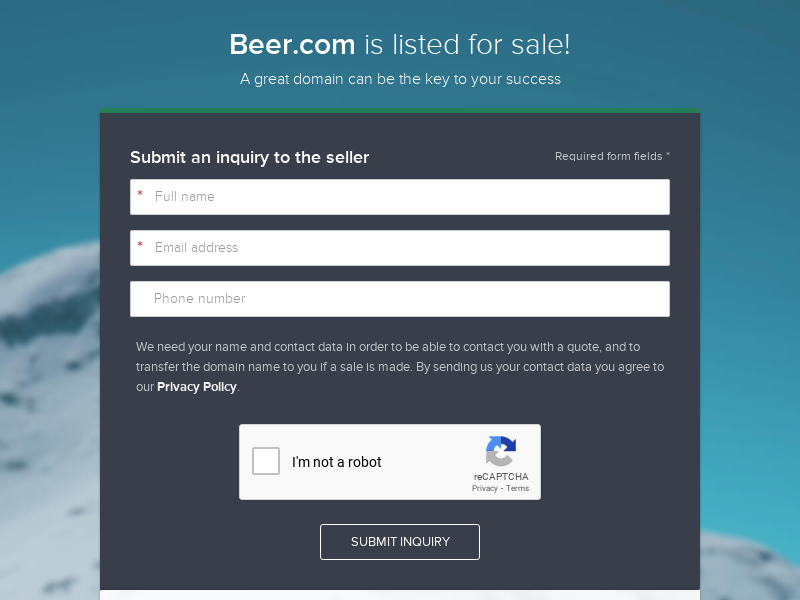 Beer.com is listed for sale!
A great domain can be the key to your success
Submit an inquiry to the seller
Required form fields *
* Full name
* Email address
Phone number
We need your name and contact data in order to be able to contact you with a quote, and to
transfer the domain name to you if a sale is made. By sending us your contact data you agree to
our Privacy Policy.
I'm not a robot
reCAPTCHA
Privacy - Terms
SUBMIT INQUIRY